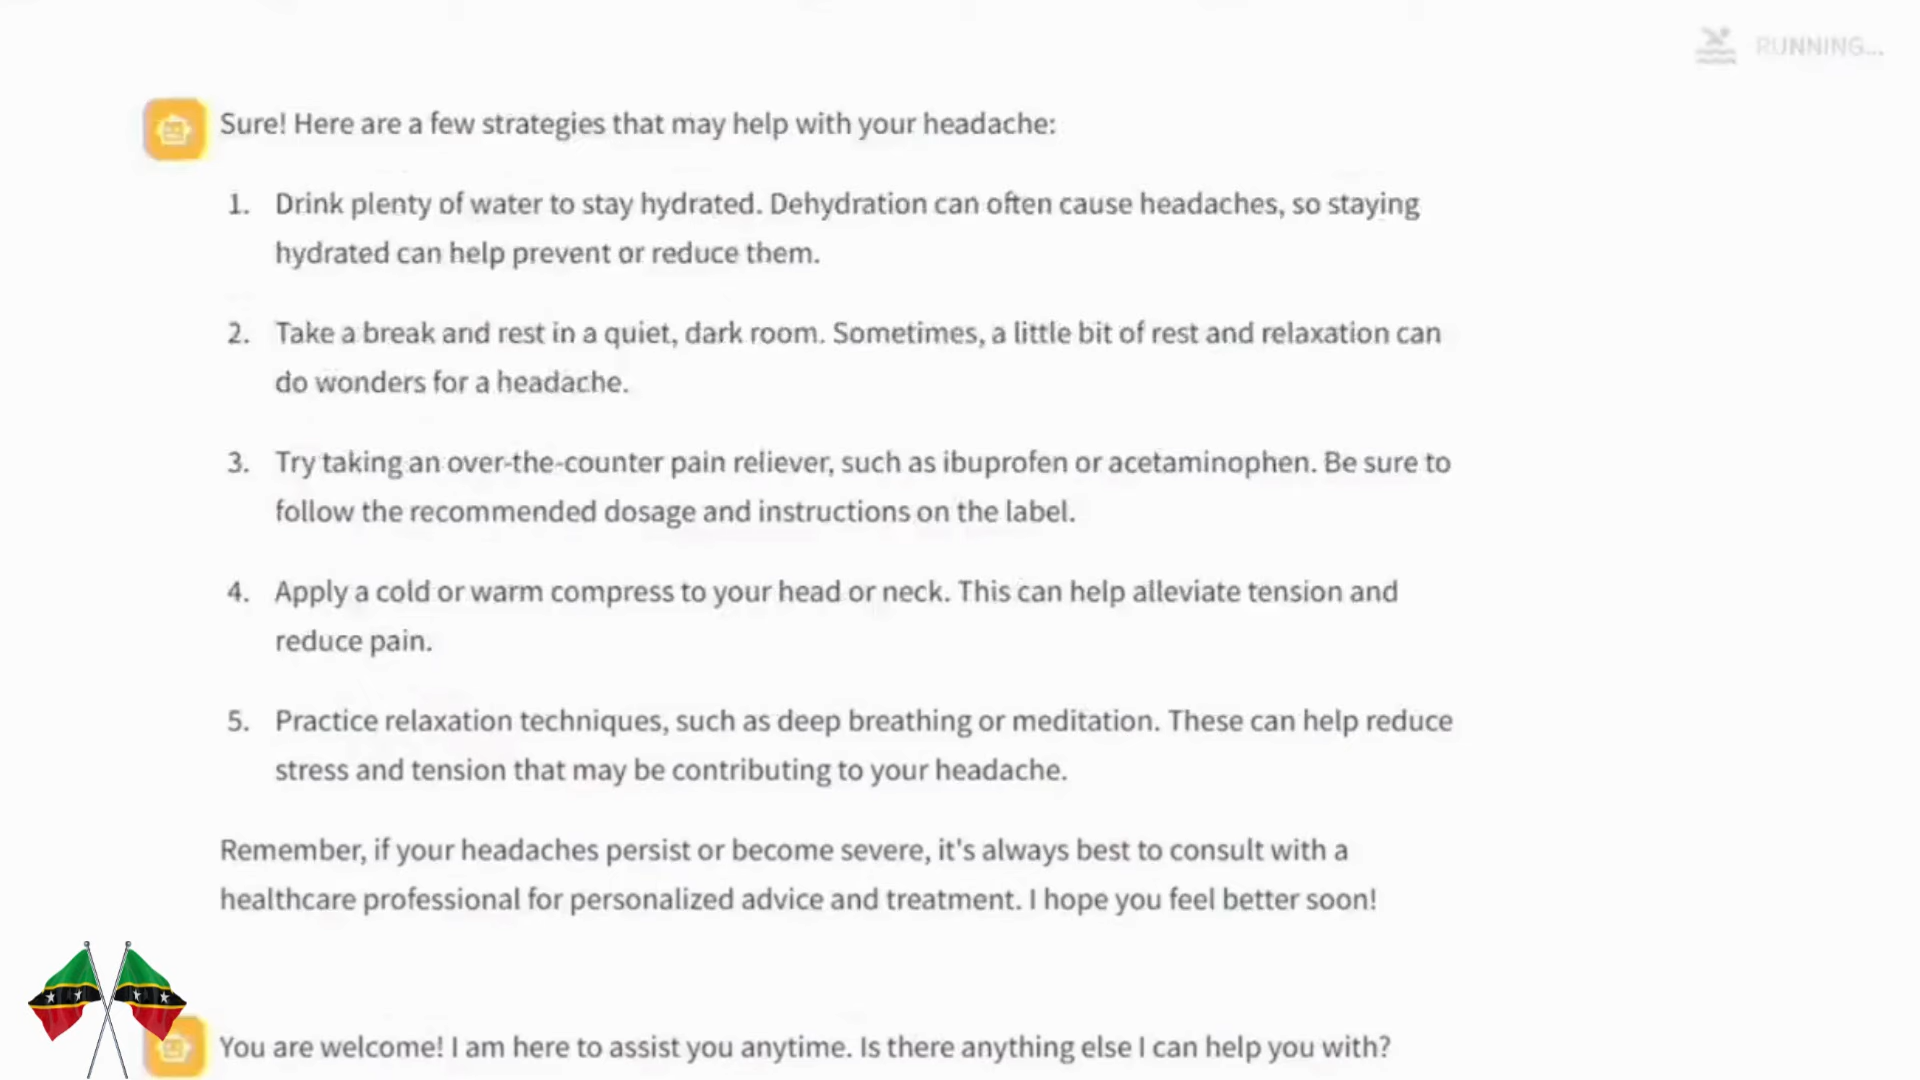 RUNNING...
Sure! Here are a few strategies that may help with your headache:
1. Drink plenty of water to stay hydrated. Dehydration can often cause headaches, so staying
hydrated can help prevent or reduce them.
2. Take a break and rest in a quiet, dark room. Sometimes, a little bit of rest and relaxation can
do wonders for a headache.
3. Try taking an over-the-counter pain reliever, such as ibuprofen or acetaminophen. Be sure to
follow the recommended dosage and instructions on the label.
4. Apply a cold or warm compress to your head or neck. This can help alleviate tension and
reduce pain.
5. Practice relaxation techniques, such as deep breathing or meditation. These can help reduce
stress and tension that may be contributing to your headache.
Remember, if your headaches persist or become severe, it's always best to consult with a
healthcare professional for personalized advice and treatment. I hope you feel better soon!
You are welcome! I am here to assist you anytime. Is there anything else I can help you with?